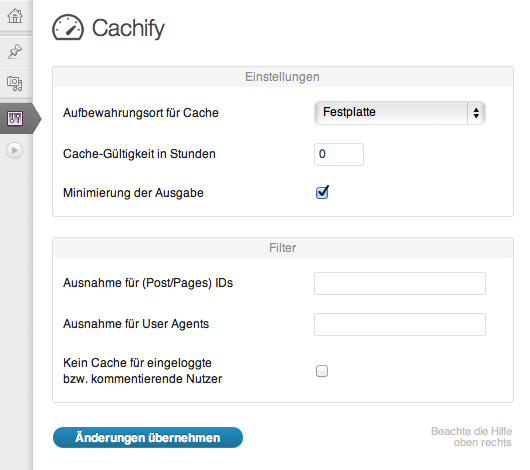 Cachify
Einstellungen
Aufbewahrungsort für Cache
Festplatte
Cache-Gültigkeit in Stunden
0
Minimierung der Ausgabe
Filter
Ausnahme für (Post/Pages) IDs
Ausnahme für User Agents
Kein Cache für eingeloggte
bzw. kommentierende Nutzer
Änderungen übernehmen
Beachte die Hilfe
oben rechts